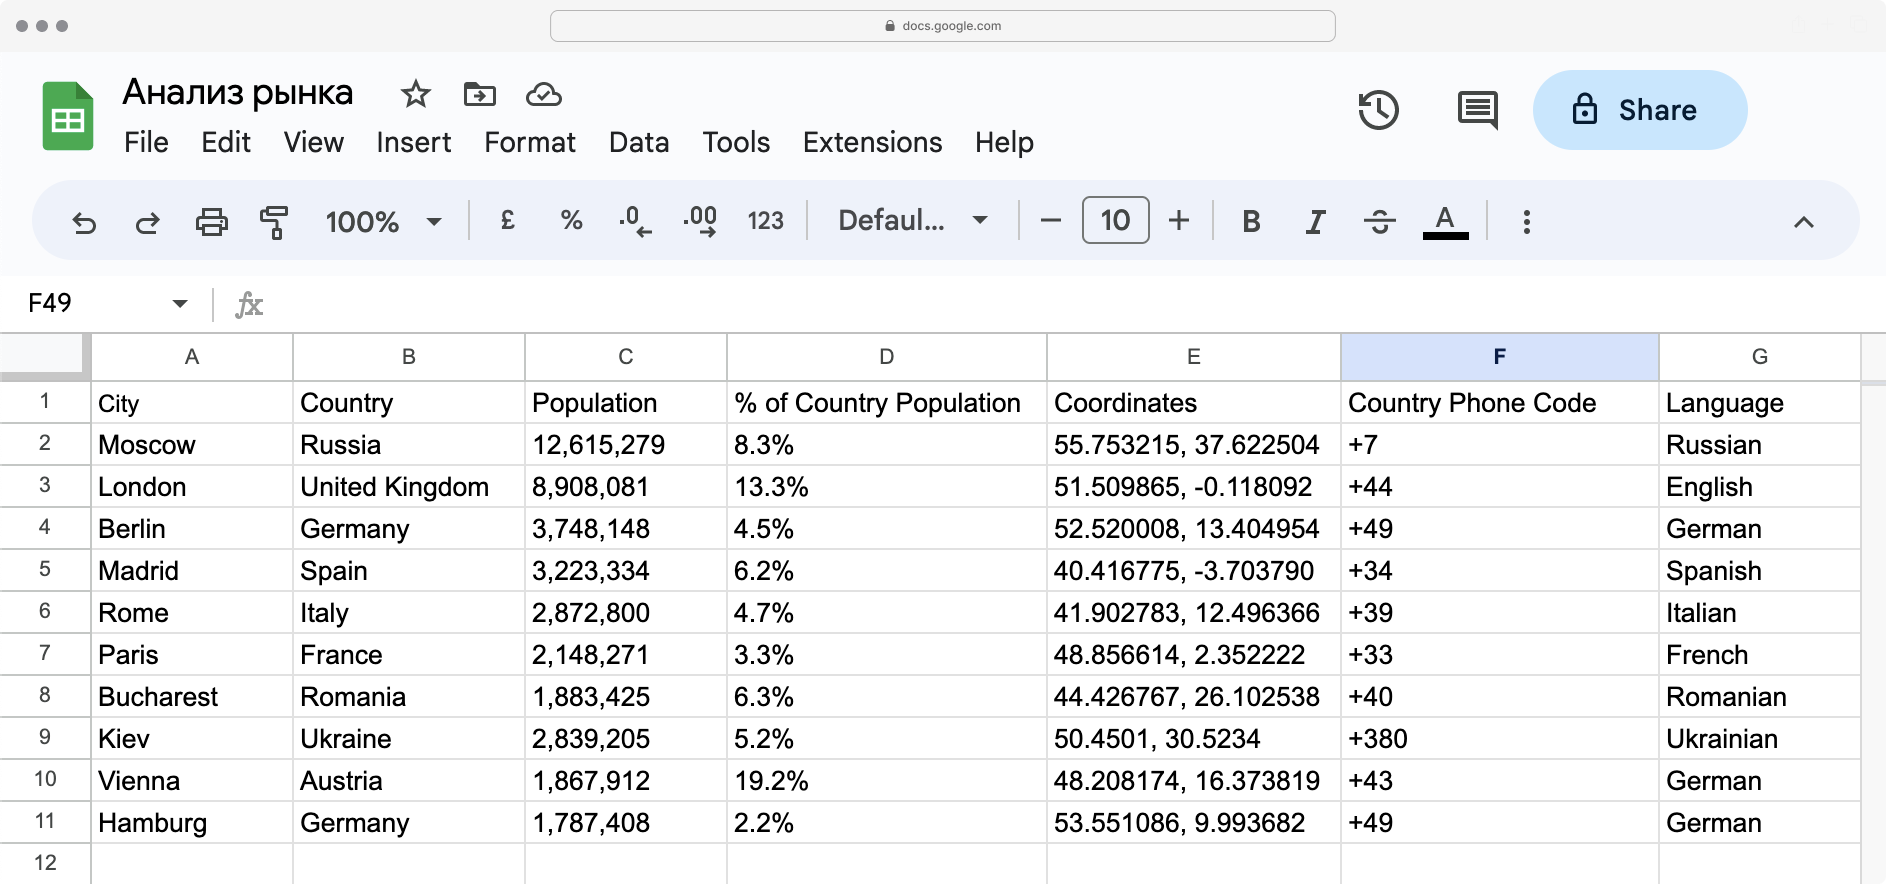 docs.google.com
Анализ рынка
File Edit View Insert Format Data Tools Extensions Help
Share
100% £ % .0 .00 123 Defaul... 10 B I S A
F49 fx
A B C D E F G
1 City Country Population % of Country Population Coordinates Country Phone Code Language
2 Moscow Russia 12,615,279 8.3% 55.753215, 37.622504 +7 Russian
3 London United Kingdom 8,908,081 13.3% 51.509865, -0.118092 +44 English
4 Berlin Germany 3,748,148 4.5% 52.520008, 13.404954 +49 German
5 Madrid Spain 3,223,334 6.2% 40.416775, -3.703790 +34 Spanish
6 Rome Italy 2,872,800 4.7% 41.902783, 12.496366 +39 Italian
7 Paris France 2,148,271 3.3% 48.856614, 2.352222 +33 French
8 Bucharest Romania 1,883,425 6.3% 44.426767, 26.102538 +40 Romanian
9 Kiev Ukraine 2,839,205 5.2% 50.4501, 30.5234 +380 Ukrainian
10 Vienna Austria 1,867,912 19.2% 48.208174, 16.373819 +43 German
11 Hamburg Germany 1,787,408 2.2% 53.551086, 9.993682 +49 German
12